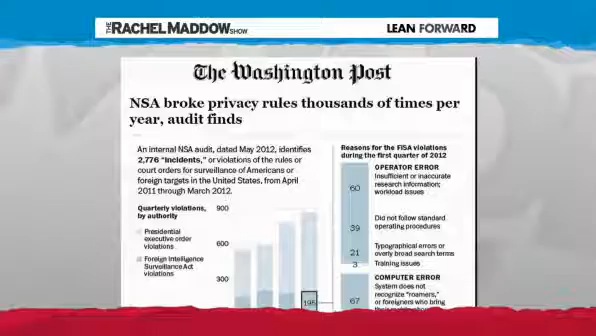 THE RACHEL MADDOW SHOW
LEAN FORWARD
The Washington Post
NSA broke privacy rules thousands of times per
year, audit finds
An internal NSA audit, dated May 2012, identifies
2,776 "incidents," or violations of the rules or
court orders for surveillance of Americans or
foreign targets in the United States, from April
2011 through March 2012.
Quarterly violations,
by authority
Presidential
executive order
violations
Foreign Intelligence
Surveillance Act
violations
900
600
300
195
Reasons for the FISA violations
during the first quarter of 2012
OPERATOR ERROR
60
Insufficient or inaccurate
research information;
workload issues
39
Did not follow standard
operating procedures
21
Typographical errors or
overly broad search terms
3
Training issues
COMPUTER ERROR
67
System does not
recognize "roamers,"
or foreigners who bring